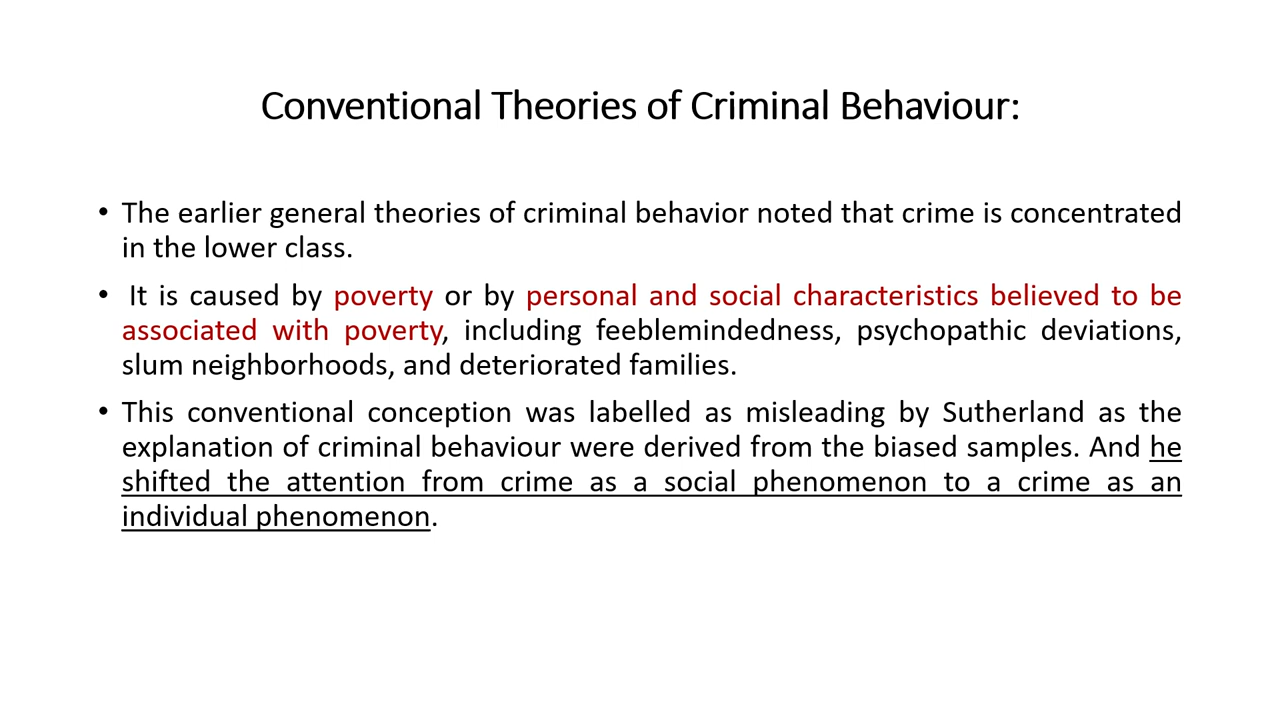 Conventional Theories of Criminal Behaviour:
• The earlier general theories of criminal behavior noted that crime is concentrated
in the lower class.
• It is caused by poverty or by personal and social characteristics believed to be
associated with poverty, including feeblemindedness, psychopathic deviations,
slum neighborhoods, and deteriorated families.
• This conventional conception was labelled as misleading by Sutherland as the
explanation of criminal behaviour were derived from the biased samples. And he
shifted the attention from crime as a social phenomenon to a crime as an
individual phenomenon.